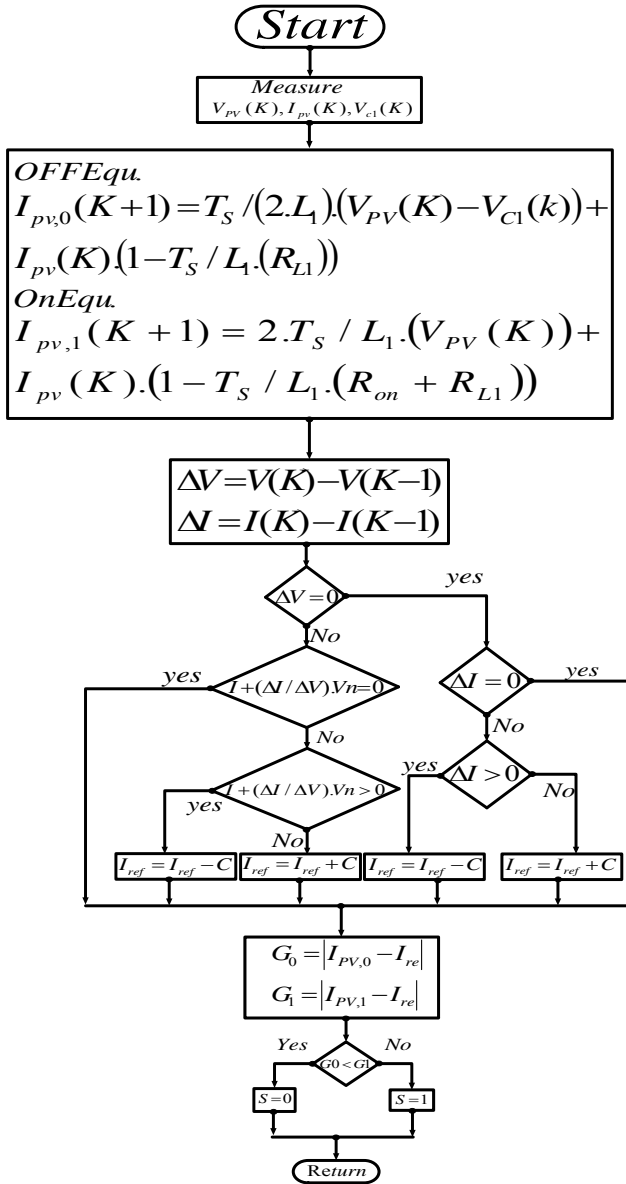 Start
Measure
V_PV(K), I_pv(K), V_c1(K)
OFFEqu.
I_pv,0(K+1) = T_S/(2.L_1).(V_PV(K) − V_C1(k)) +
I_pv(K).(1−T_S/L_1.(R_L1))
OnEqu.
I_pv,1(K + 1) = 2.T_S / L_1.(V_PV(K)) +
I_pv(K).(1 − T_S / L_1.(R_on + R_L1))
ΔV = V(K) − V(K−1)
ΔI = I(K) − I(K−1)
yes
ΔV = 0
No
yes
I + (ΔI / ΔV).Vn = 0
ΔI = 0
yes
No
No
I + (ΔI / ΔV).Vn > 0
yes
yes
ΔI > 0
No
No
I_ref = I_ref − C
I_ref = I_ref + C
I_ref = I_ref − C
I_ref = I_ref + C
G_0 = |I_PV,0 − I_re|
G_1 = |I_PV,1 − I_re|
Yes
No
G0 < G1
S = 0
S = 1
Return